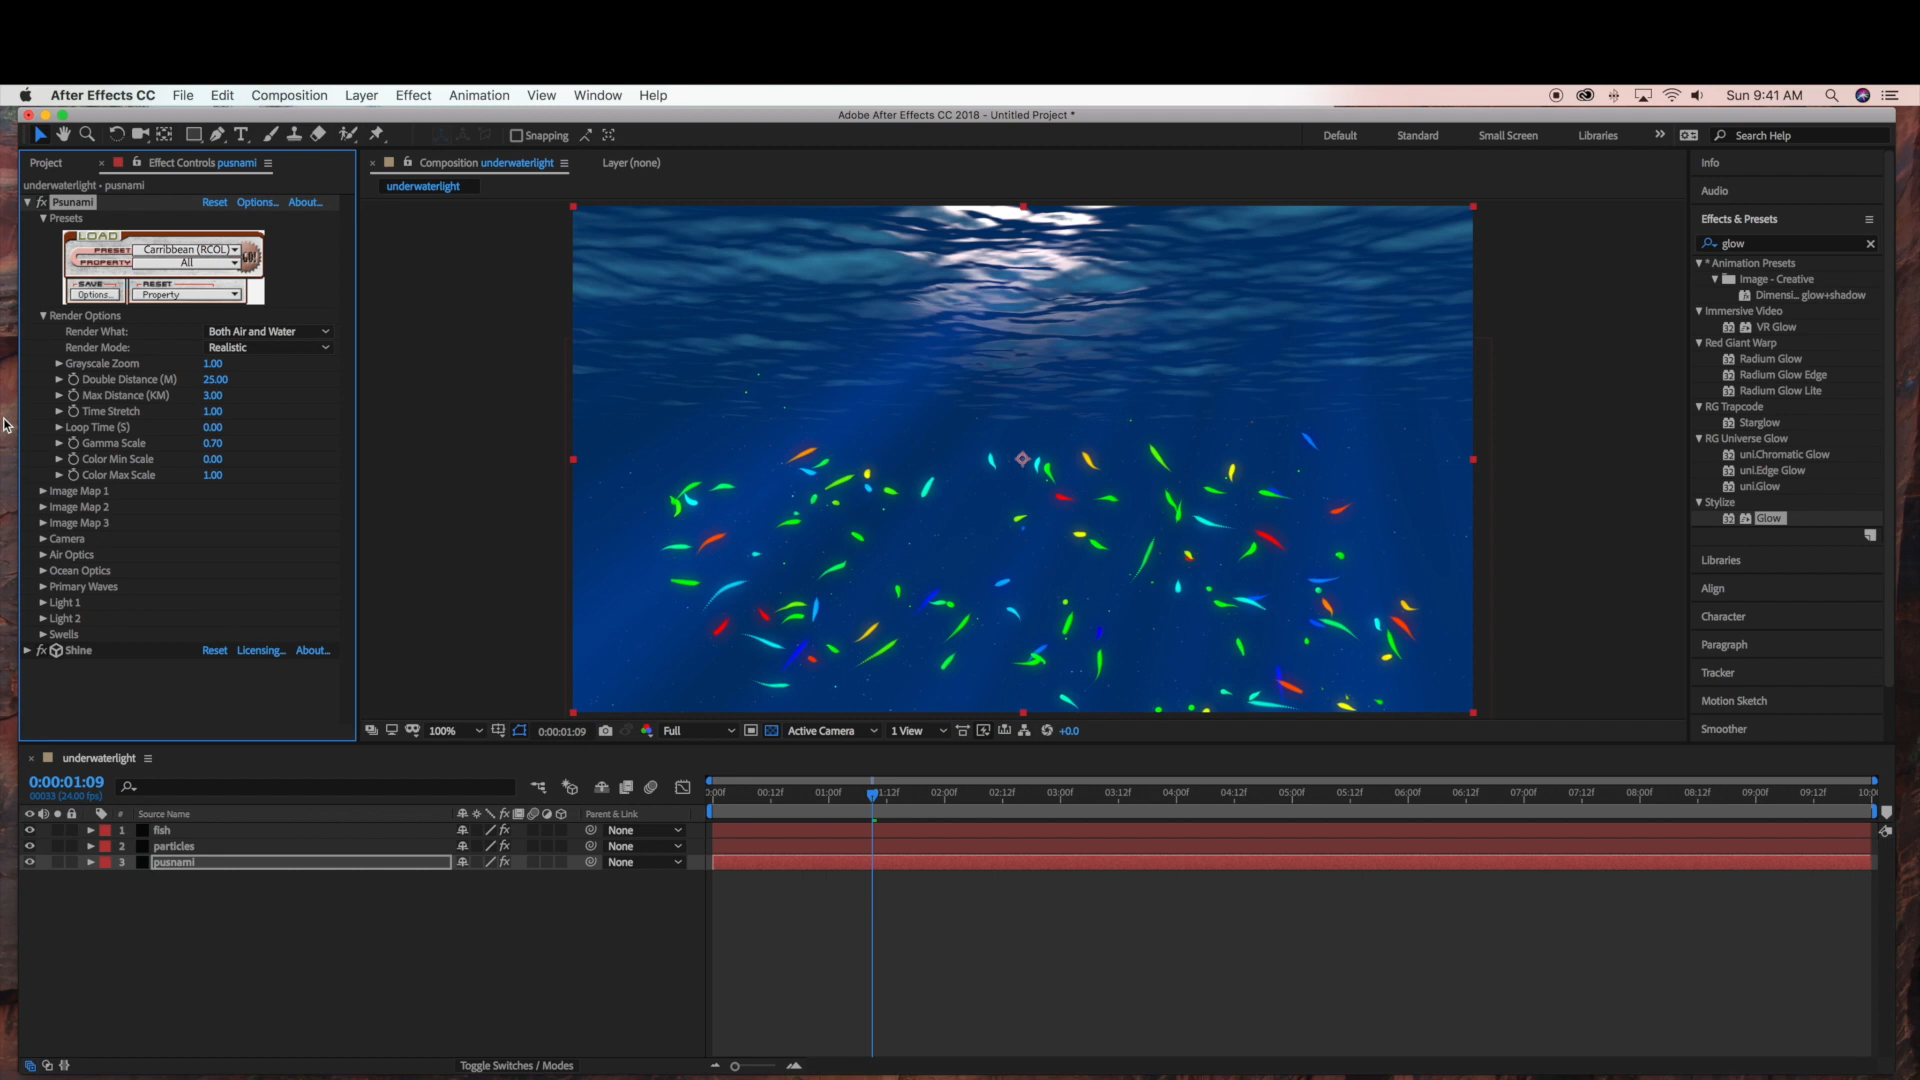 After Effects CC File Edit Composition Layer Effect Animation View Window Help Sun 9:41 AM
Adobe After Effects CC 2018 - Untitled Project *
Snapping Default Standard Small Screen Libraries Search Help
Project Effect Controls pusnami
underwaterlight • pusnami
Psunami Reset Options... About...
Presets
LOAD
PRESET Carribbean (RCOL)
PROPERTY All
GO!
SAVE RESET
Options... Property
Render Options
Render What: Both Air and Water
Render Mode: Realistic
Grayscale Zoom 1.00
Double Distance (M) 25.00
Max Distance (KM) 3.00
Time Stretch 1.00
Loop Time (S) 0.00
Gamma Scale 0.70
Color Min Scale 0.00
Color Max Scale 1.00
Image Map 1
Image Map 2
Image Map 3
Camera
Air Optics
Ocean Optics
Primary Waves
Light 1
Light 2
Swells
Shine Reset Licensing... About...
Composition underwaterlight Layer (none)
underwaterlight
100% 0:00:01:09 Full Active Camera 1 View +0.0
Info
Audio
Effects & Presets
glow
* Animation Presets
Image - Creative
Dimensi... glow+shadow
Immersive Video
32 VR Glow
Red Giant Warp
32 Radium Glow
32 Radium Glow Edge
32 Radium Glow Lite
RG Trapcode
32 Starglow
RG Universe Glow
32 uni.Chromatic Glow
32 uni.Edge Glow
32 uni.Glow
Stylize
32 Glow
Libraries
Align
Character
Paragraph
Tracker
Motion Sketch
Smoother
underwaterlight
0:00:01:09
00033 (24.00 fps)
# Source Name Parent & Link
1 fish None
2 particles None
3 pusnami None
00:12f 01:00f 01:12f 02:00f 02:12f 03:00f 03:12f 04:00f 04:12f 05:00f 05:12f 06:00f 06:12f 07:00f 07:12f 08:00f 08:12f 09:00f 09:12f
Toggle Switches / Modes